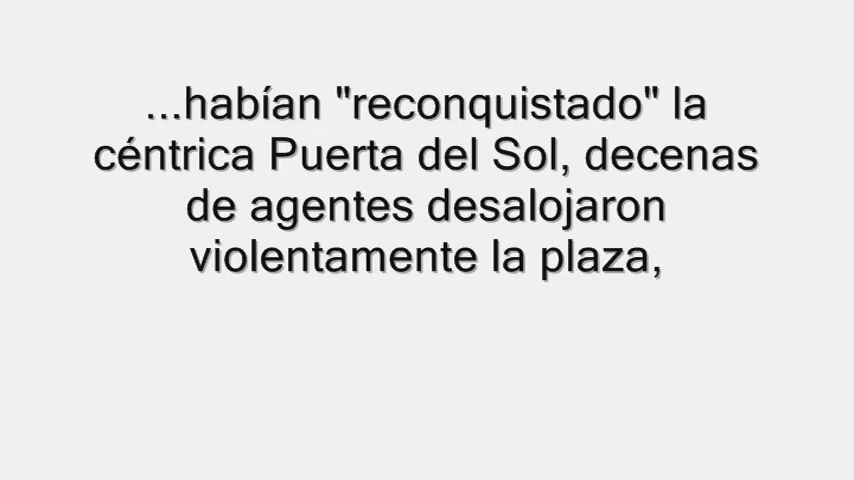 ...habían "reconquistado" la
céntrica Puerta del Sol, decenas
de agentes desalojaron
violentamente la plaza,